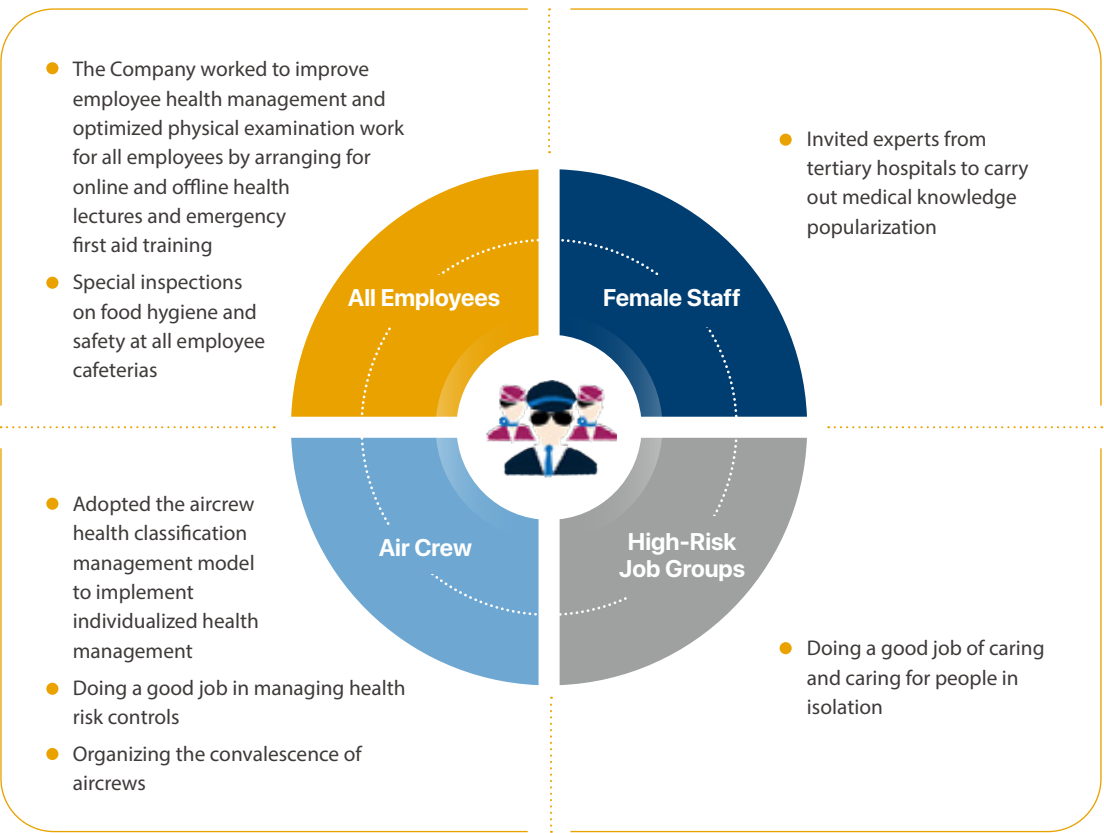 The Company worked to improve
employee health management and
optimized physical examination work
for all employees by arranging for
online and offline health
lectures and emergency
first aid training
Special inspections
on food hygiene and
safety at all employee
cafeterias
All Employees
Invited experts from
tertiary hospitals to carry
out medical knowledge
popularization
Female Staff
Adopted the aircrew
health classification
management model
to implement
individualized health
management
Doing a good job in managing health
risk controls
Organizing the convalescence of
aircrews
Air Crew
High-Risk
Job Groups
Doing a good job of caring
and caring for people in
isolation